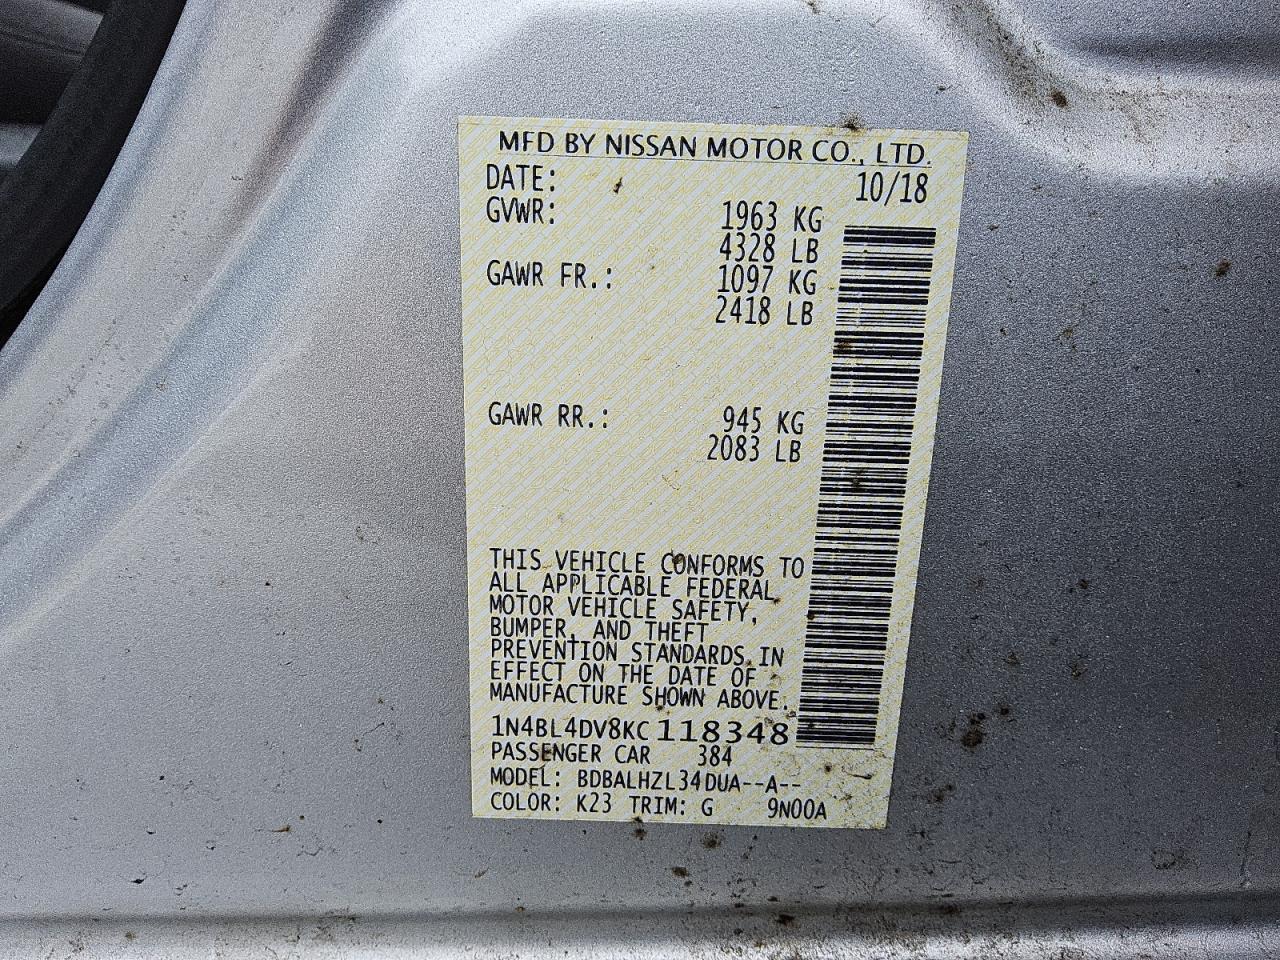 MFD BY NISSAN MOTOR CO., LTD.
DATE: 10/18
GVWR: 1963 KG
4328 LB
GAWR FR.: 1097 KG
2418 LB
GAWR RR.: 945 KG
2083 LB
THIS VEHICLE CONFORMS TO
ALL APPLICABLE FEDERAL
MOTOR VEHICLE SAFETY,
BUMPER, AND THEFT
PREVENTION STANDARDS IN
EFFECT ON THE DATE OF
MANUFACTURE SHOWN ABOVE.
1N4BL4DV8KC118348
PASSENGER CAR 384
MODEL: BDBALHZL34DUA--A--
COLOR: K23 TRIM: G 9N00A